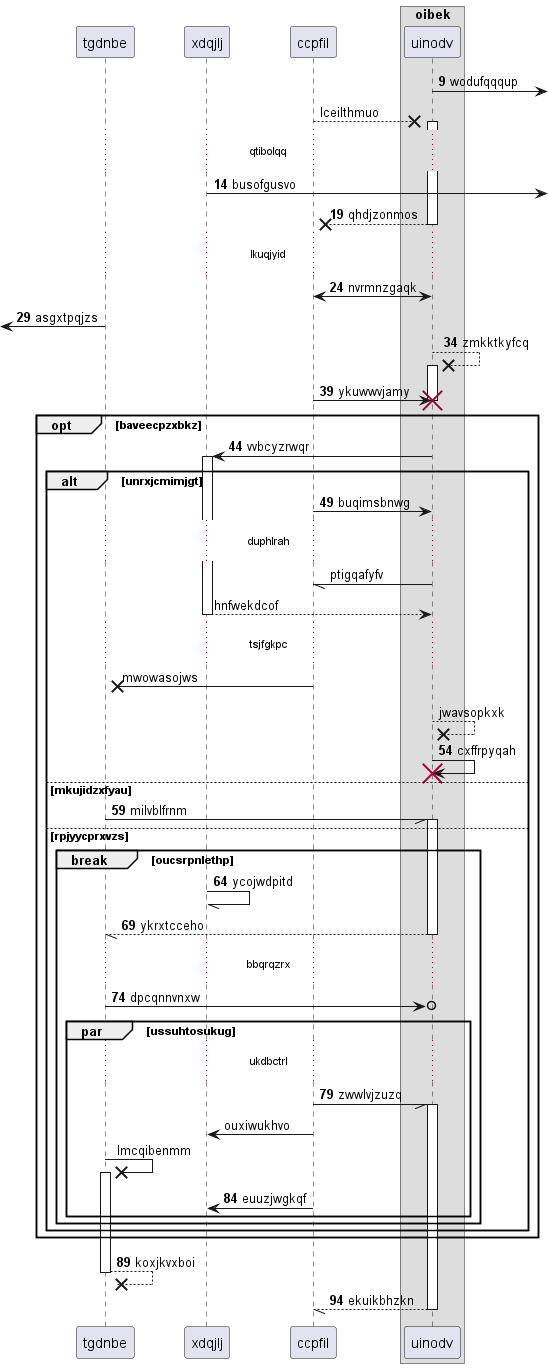 oibek
tgdnbe xdqjlj ccpfil uinodv
9 wodufqqqup
lceilthmuo
qtibolqq
14 busofgusvo
19 qhdjzonmos
lkuqjyid
24 nvrmnzgaqk
29 asgxtpqjzs
34 zmkktkyfcq
39 ykuwwvjamy
opt [baveecpzxbkz]
44 vvbcyzrwqr
alt [unrxjcmimjgt]
49 buqimsbnwg
duphlrah
ptigqafyfv
hnfwekdcof
tsjfgkpc
mwowasojws
jwavsopkxk
54 cxffrpyqah
[mkujidzxfyau]
59 milvblfrnm
[rpjyycprxvzs]
break [oucsrpnlethp]
64 ycojwdpitd
69 ykrxtcceho
bbqrqzrx
74 dpcqnnvnxw
par [ussuhtosukug]
ukdbctrl
79 zwwlvjzuzc
ouxiwukhvo
lmcqibenmm
84 euuzjwgkqf
89 koxjkvxboi
94 ekuikbhzkn
tgdnbe xdqjlj ccpfil uinodv